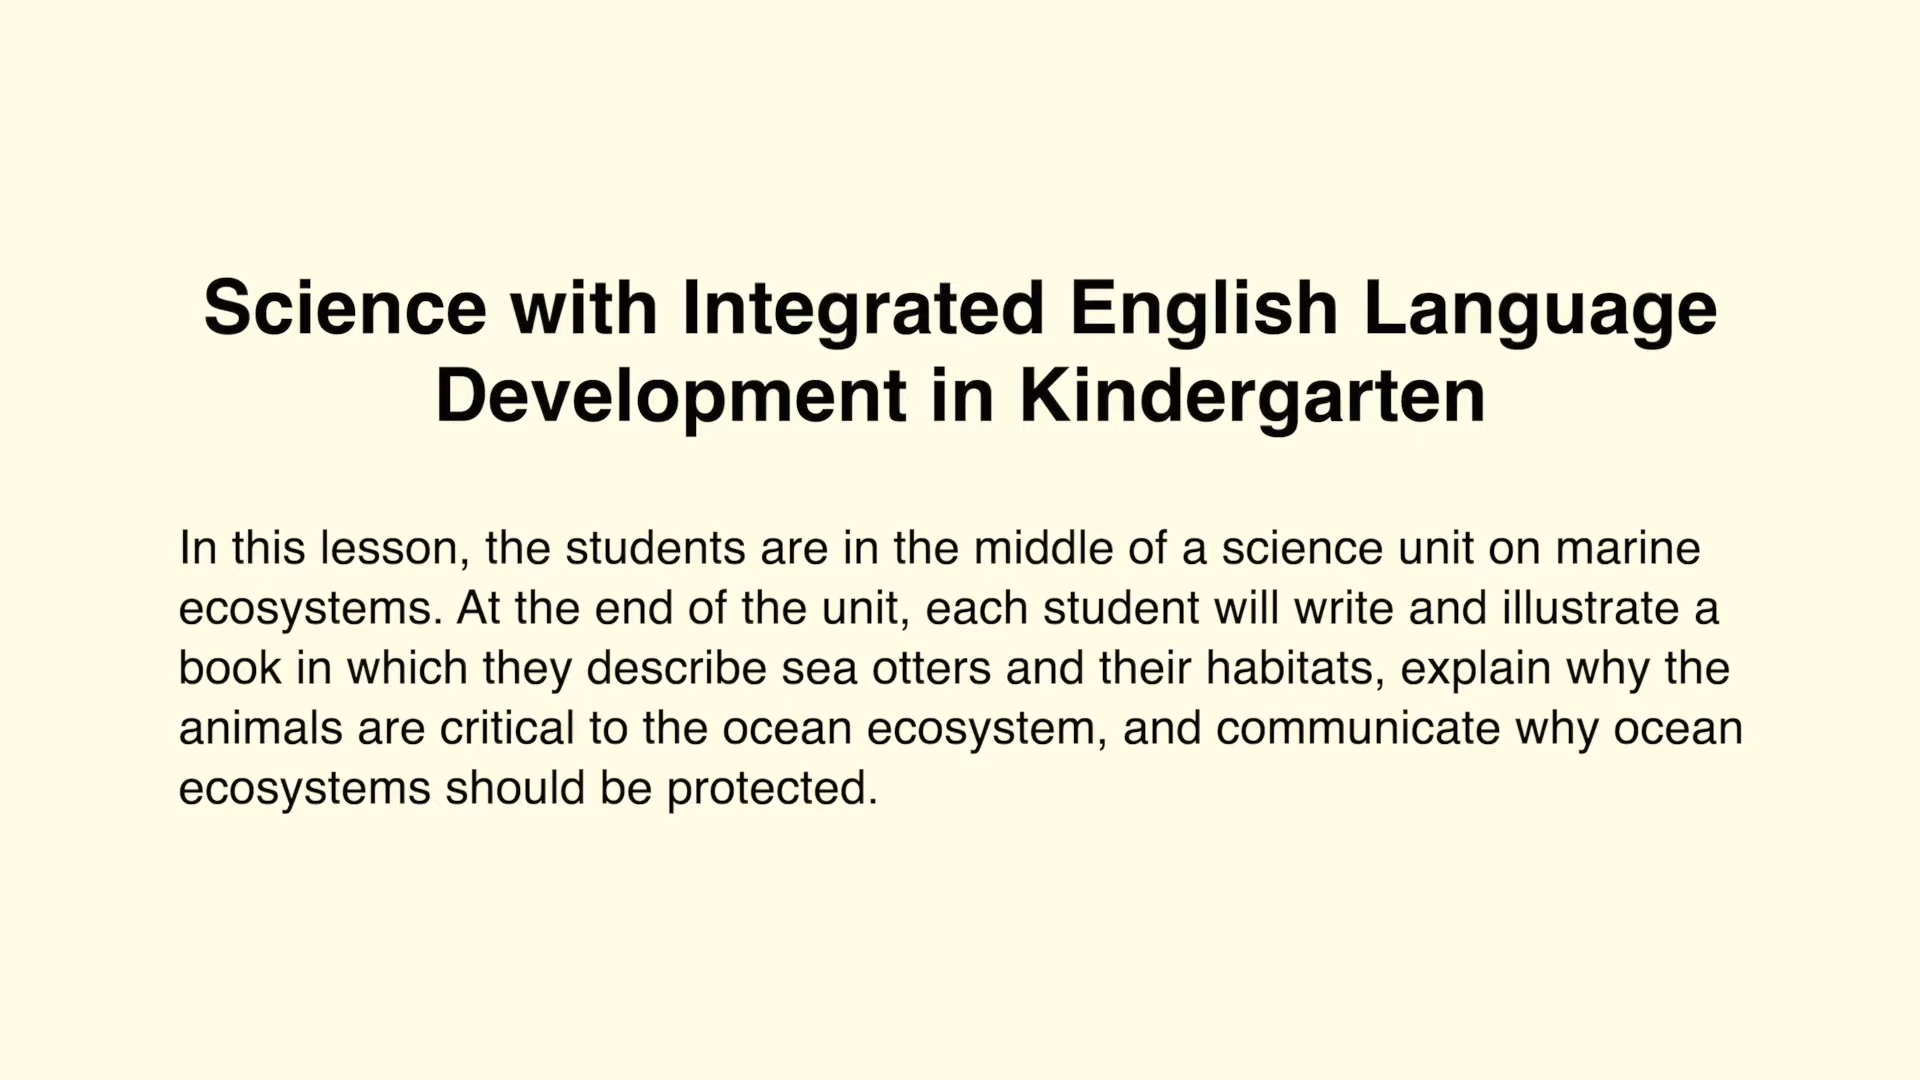 Science with Integrated English Language
Development in Kindergarten
In this lesson, the students are in the middle of a science unit on marine
ecosystems. At the end of the unit, each student will write and illustrate a
book in which they describe sea otters and their habitats, explain why the
animals are critical to the ocean ecosystem, and communicate why ocean
ecosystems should be protected.